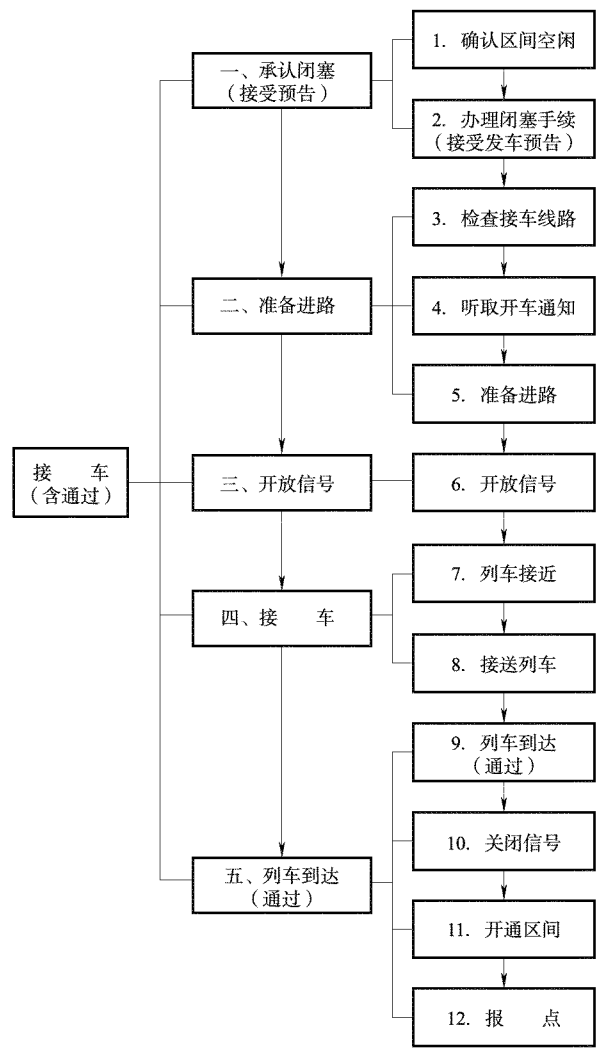 接 车
（含通过）
一、承认闭塞
（接受预告）
二、准备进路
三、开放信号
四、接 车
五、列车到达
（通过）
1. 确认区间空闲
2. 办理闭塞手续
（接受发车预告）
3. 检查接车线路
4. 听取开车通知
5. 准备进路
6. 开放信号
7. 列车接近
8. 接送列车
9. 列车到达
（通过）
10. 关闭信号
11. 开通区间
12. 报 点